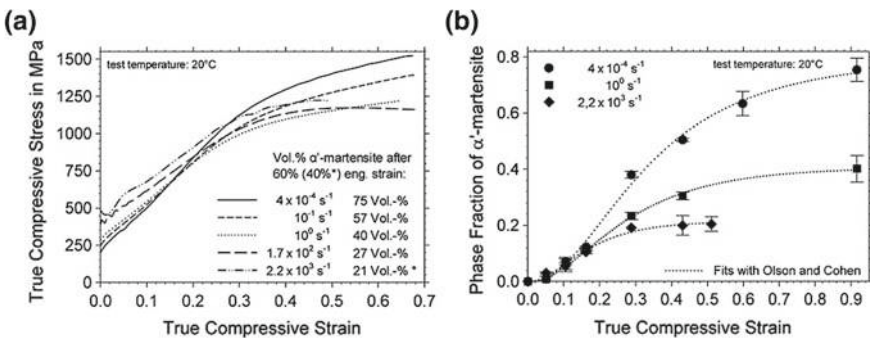 (a)
True Compressive Stress in MPa
1500
1250
1000
750
500
250
0
test temperature: 20°C
Vol.% α'-martensite after
60% (40%*) eng. strain:
4 x 10⁻⁴ s⁻¹ 75 Vol.-%
10⁻¹ s⁻¹ 57 Vol.-%
10⁰ s⁻¹ 40 Vol.-%
1.7 x 10² s⁻¹ 27 Vol.-%
2.2 x 10³ s⁻¹ 21 Vol.-% *
0.0 0.1 0.2 0.3 0.4 0.5 0.6 0.7
True Compressive Strain
(b)
Phase Fraction of α'-martensite
0.8
0.6
0.4
0.2
0.0
4 x 10⁻⁴ s⁻¹
10⁰ s⁻¹
2,2 x 10³ s⁻¹
test temperature: 20°C
Fits with Olson and Cohen
0.0 0.1 0.2 0.3 0.4 0.5 0.6 0.7 0.8 0.9
True Compressive Strain